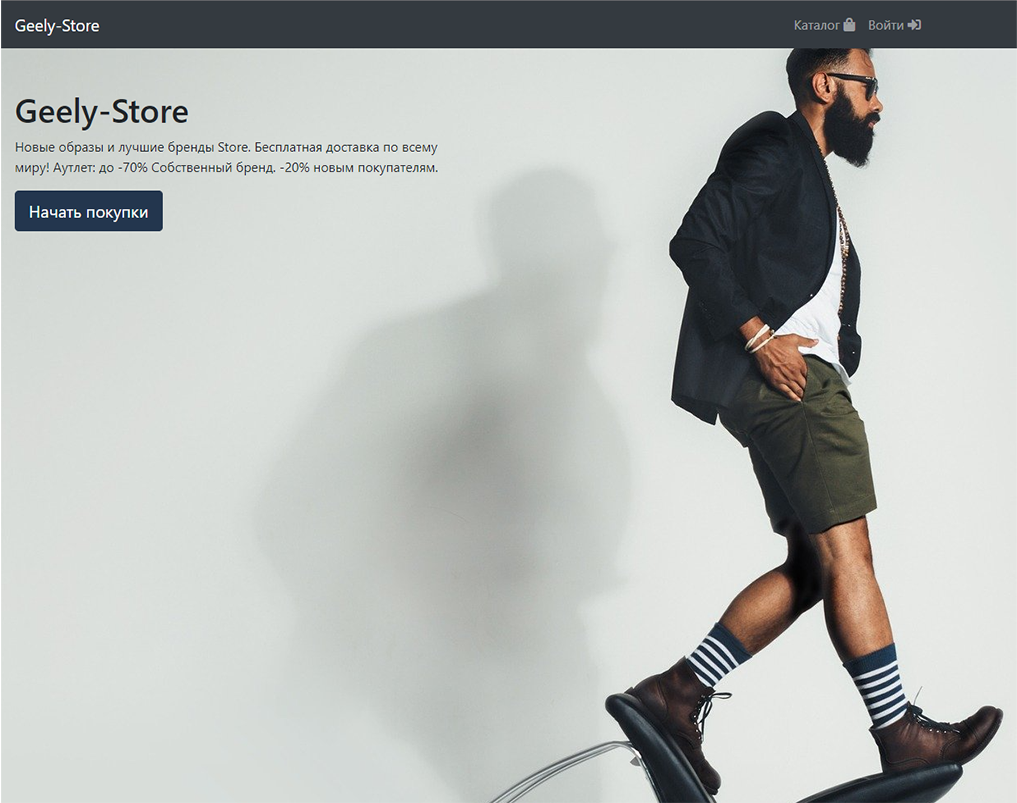 Geely-Store
Каталог
Войти
Geely-Store
Новые образы и лучшие бренды Store. Бесплатная доставка по всему
миру! Аутлет: до -70% Собственный бренд. -20% новым покупателям.
Начать покупки